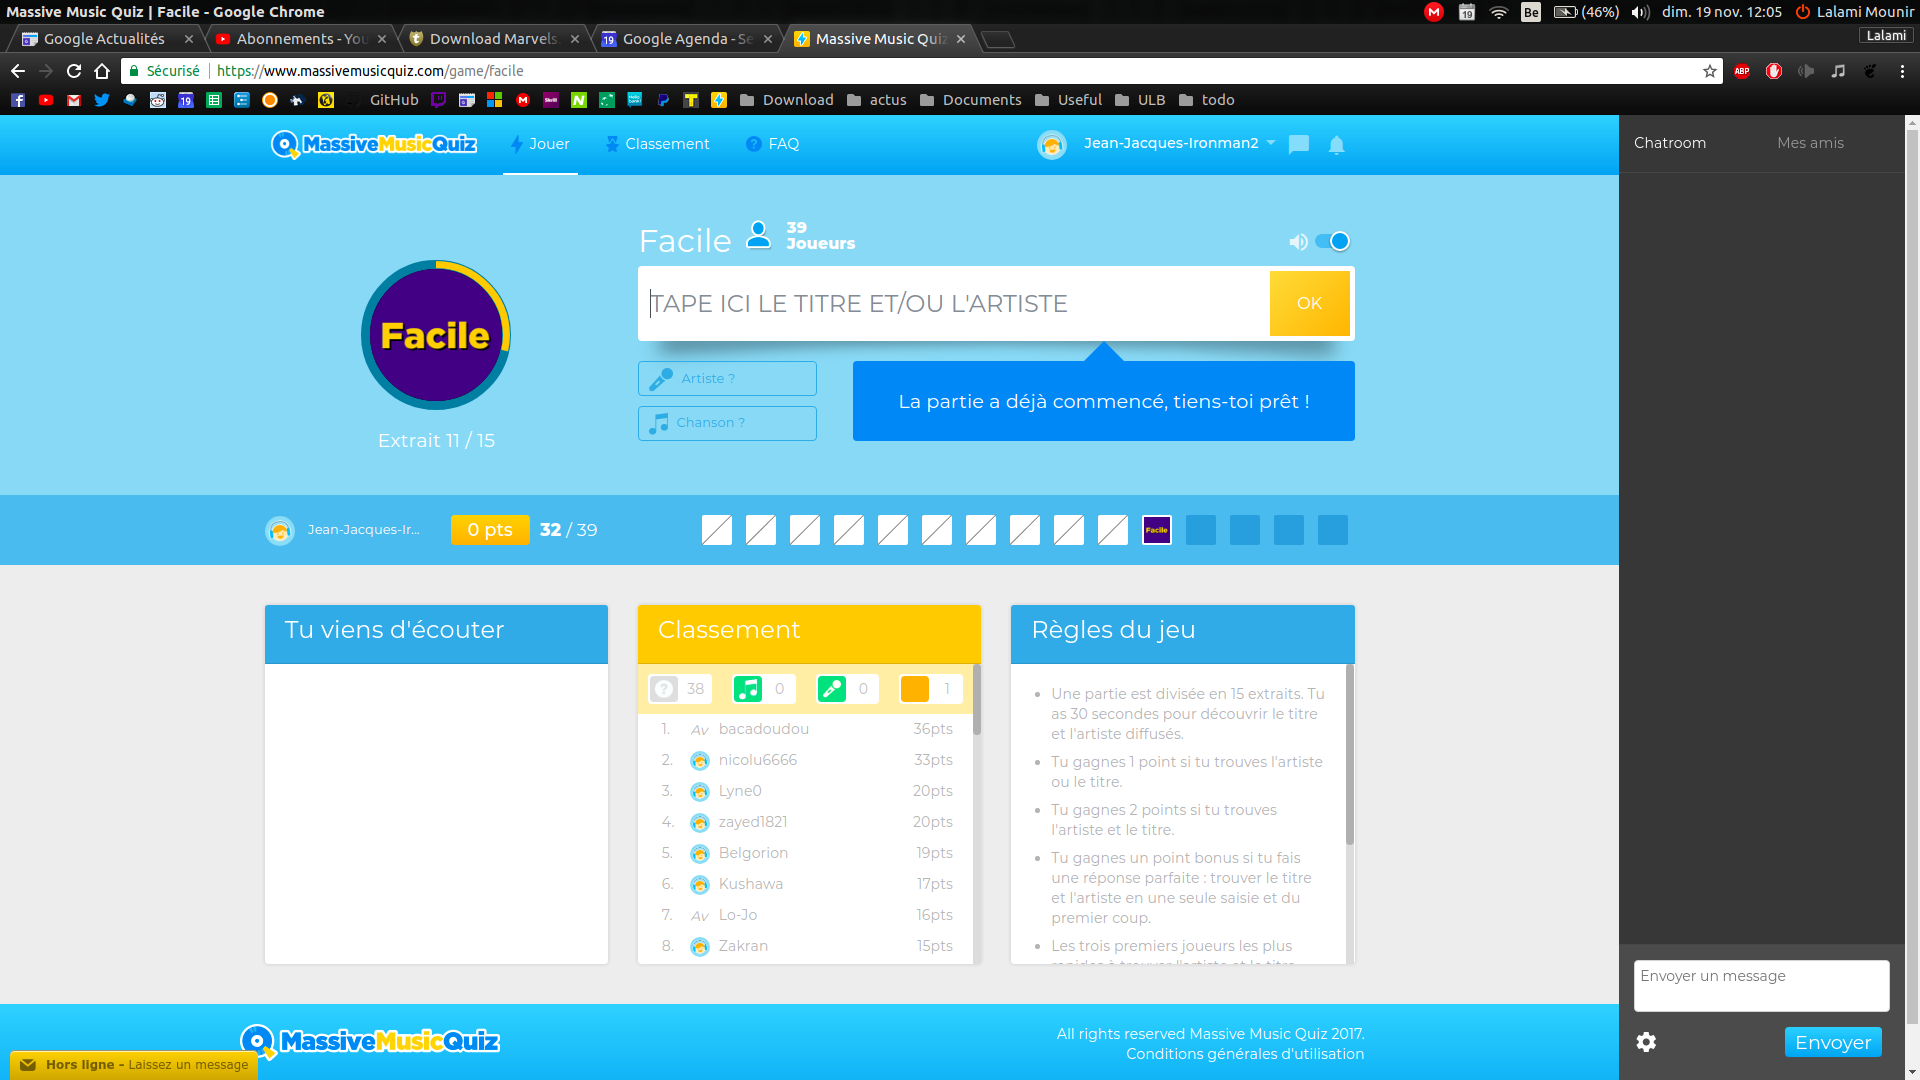 Massive Music Quiz | Facile - Google Chrome
19
Be
(46%)
dim. 19 nov. 12:05
Lalami Mounir
Google Actualités
Abonnements - You
Download Marvels
19
Google Agenda - Se
Massive Music Quiz
Lalami
Sécurisé
https://www.massivemusicquiz.com/game/facile
ABP
19
GitHub
Download
actus
Documents
Useful
ULB
todo
MassiveMusicQuiz
Jouer
Classement
FAQ
Jean-Jacques-Ironman2
Chatroom
Mes amis
Facile
39
Joueurs
TAPE ICI LE TITRE ET/OU L'ARTISTE
OK
Facile
Artiste ?
Chanson ?
La partie a déjà commencé, tiens-toi prêt !
Extrait 11 / 15
Jean-Jacques-Ir...
0 pts
32 / 39
Facile
Tu viens d'écouter
Classement
38
0
0
1
1. Av bacadoudou 36pts
2. nicolu6666 33pts
3. Lyne0 20pts
4. zayed1821 20pts
5. Belgorion 19pts
6. Kushawa 17pts
7. Av Lo-Jo 16pts
8. Zakran 15pts
Règles du jeu
Une partie est divisée en 15 extraits. Tu
as 30 secondes pour découvrir le titre
et l'artiste diffusés.
Tu gagnes 1 point si tu trouves l'artiste
ou le titre.
Tu gagnes 2 points si tu trouves
l'artiste et le titre.
Tu gagnes un point bonus si tu fais
une réponse parfaite : trouver le titre
et l'artiste en une seule saisie et du
premier coup.
Les trois premiers joueurs les plus
rapides à trouver l'artiste et le titre
Envoyer un message
Envoyer
MassiveMusicQuiz
All rights reserved Massive Music Quiz 2017.
Conditions générales d'utilisation
Hors ligne - Laissez un message